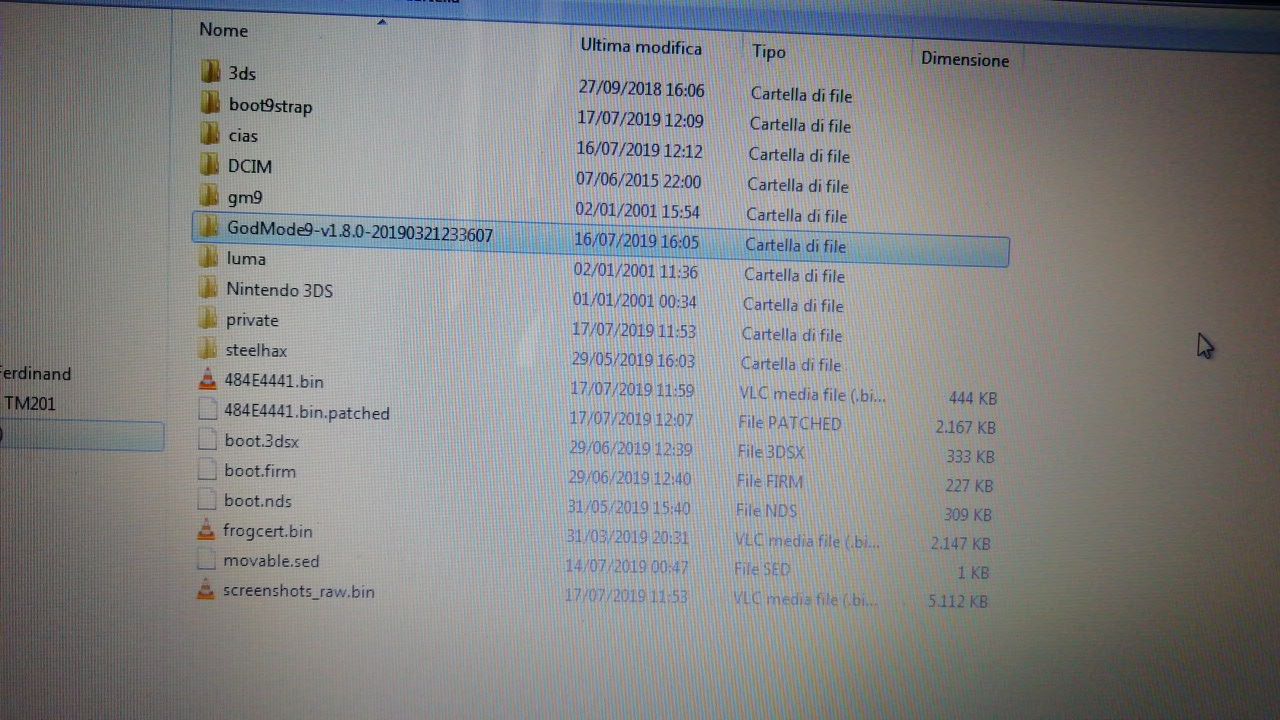 Nome Ultima modifica Tipo Dimensione
3ds 27/09/2018 16:06 Cartella di file
boot9strap 17/07/2019 12:09 Cartella di file
cias 16/07/2019 12:12 Cartella di file
DCIM 07/06/2015 22:00 Cartella di file
gm9 02/01/2001 15:54 Cartella di file
GodMode9-v1.8.0-20190321233607 16/07/2019 16:05 Cartella di file
luma 02/01/2001 11:36 Cartella di file
Nintendo 3DS 01/01/2001 00:34 Cartella di file
private 17/07/2019 11:53 Cartella di file
steelhax 29/05/2019 16:03 Cartella di file
Ferdinand 484E4441.bin 17/07/2019 11:59 VLC media file (.bi... 444 KB
TM201 484E4441.bin.patched 17/07/2019 12:07 File PATCHED 2.167 KB
) boot.3dsx 29/06/2019 12:39 File 3DSX 333 KB
boot.firm 29/06/2019 12:40 File FIRM 227 KB
boot.nds 31/05/2019 15:40 File NDS 309 KB
frogcert.bin 31/03/2019 20:31 VLC media file (.bi... 2.147 KB
movable.sed 14/07/2019 00:47 File SED 1 KB
screenshots_raw.bin 17/07/2019 11:53 VLC media file (.bi... 5.112 KB